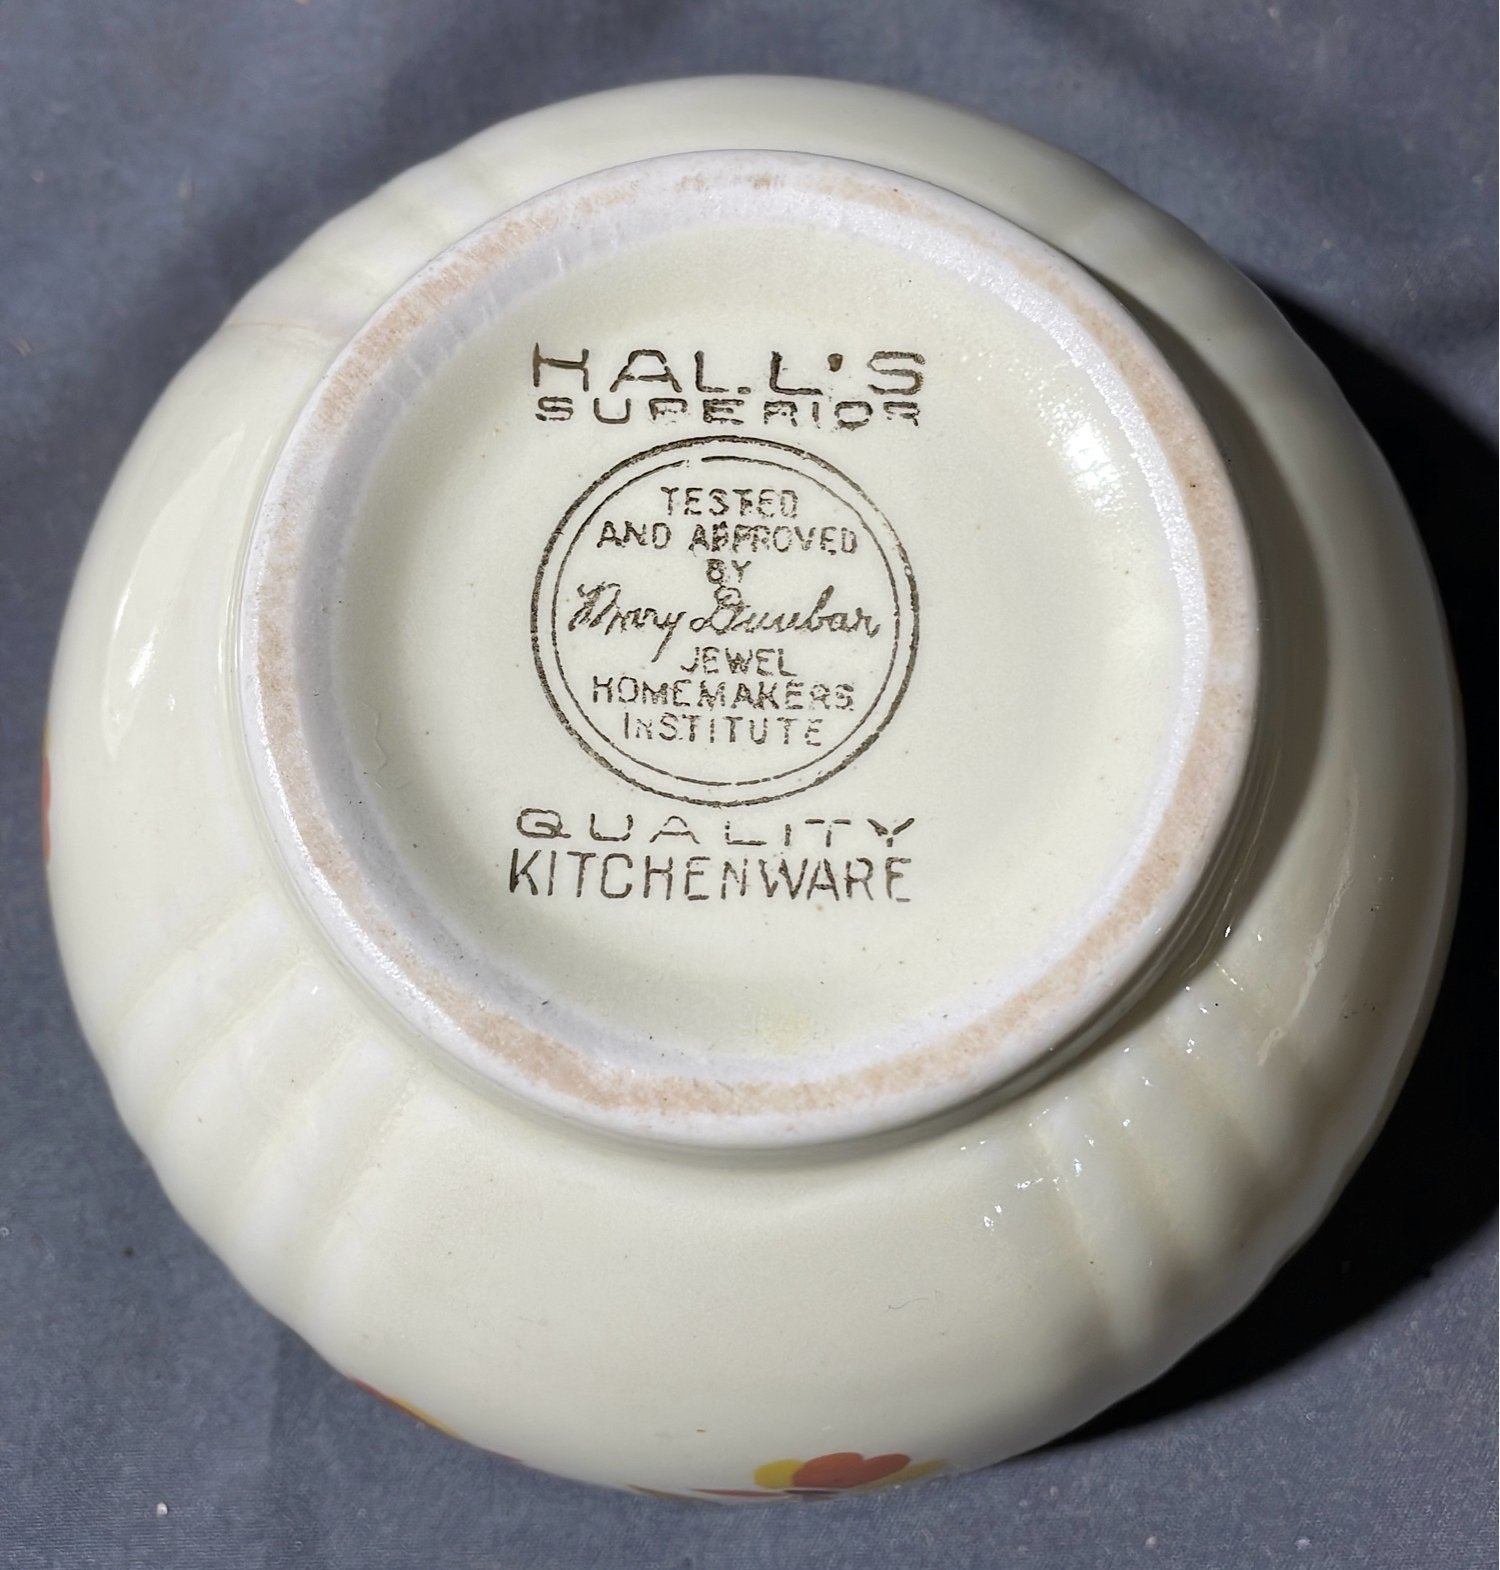 HALL'S
SUPERIOR
TESTED
AND APPROVED
BY
Mary Dunbar
JEWEL
HOMEMAKERS
INSTITUTE
QUALITY
KITCHENWARE